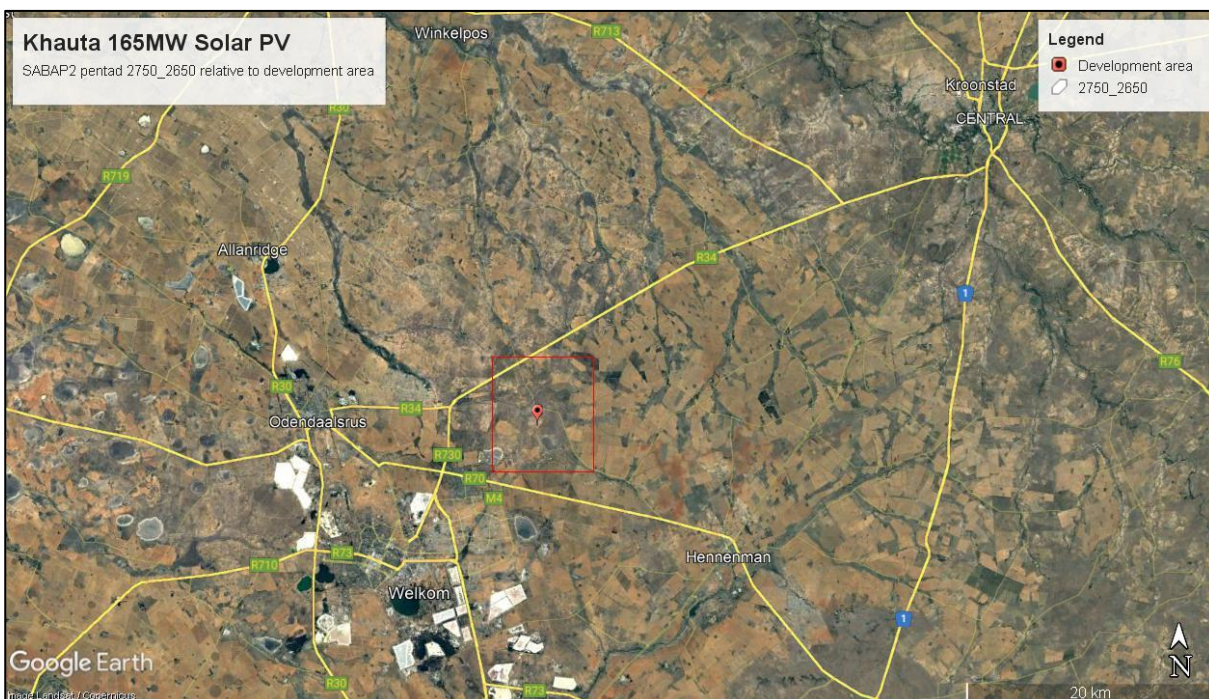 Khauta 165MW Solar PV
SABAP2 pentad 2750_2650 relative to development area
Legend
Development area
2750_2650
Winkelpos
R713
Kroonstad
CENTRAL
R30
R719
Allanridge
R34
1
R76
R30
R34
Odendaalsrus
R730
R70
M4
R710
R73
Hennenman
Welkom
1
Google Earth
N
Image Landsat / Copernicus
R30
R73
20 km